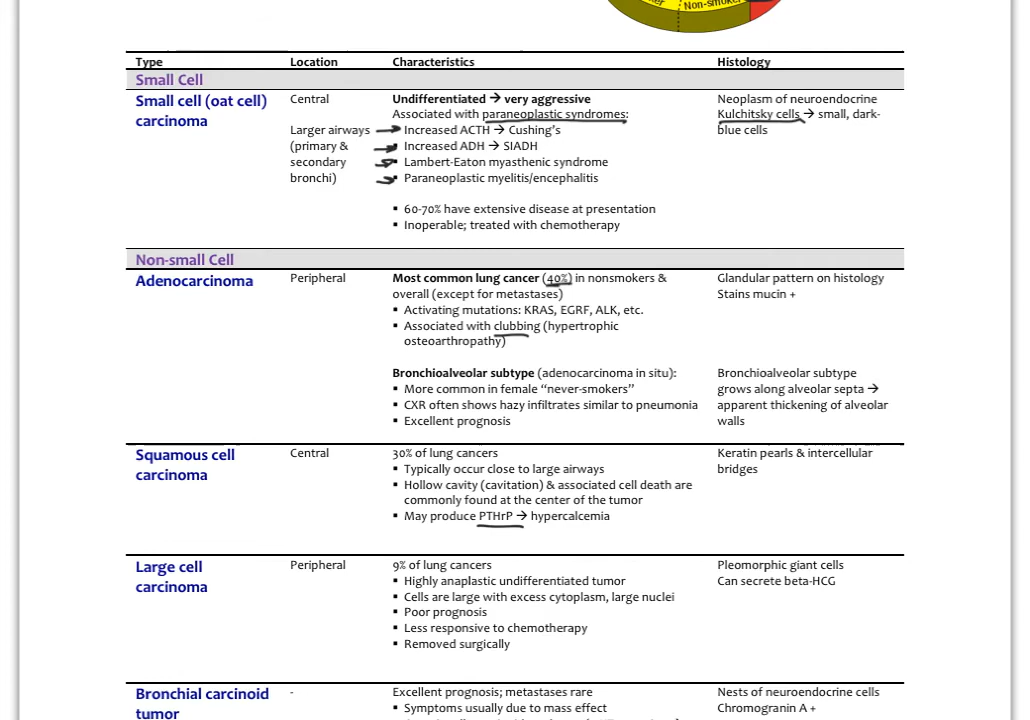 Non-smoker
Type Location Characteristics Histology
Small Cell
Small cell (oat cell) carcinoma
Central
Larger airways (primary & secondary bronchi)
Undifferentiated → very aggressive
Associated with paraneoplastic syndromes:
Increased ACTH → Cushing's
Increased ADH → SIADH
Lambert-Eaton myasthenic syndrome
Paraneoplastic myelitis/encephalitis
▪ 60-70% have extensive disease at presentation
▪ Inoperable; treated with chemotherapy
Neoplasm of neuroendocrine
Kulchitsky cells → small, dark-
blue cells
Non-small Cell
Adenocarcinoma
Peripheral
Most common lung cancer (40%) in nonsmokers &
overall (except for metastases)
▪ Activating mutations: KRAS, EGRF, ALK, etc.
▪ Associated with clubbing (hypertrophic
osteoarthropathy)
Glandular pattern on histology
Stains mucin +
Bronchioalveolar subtype (adenocarcinoma in situ):
▪ More common in female “never-smokers”
▪ CXR often shows hazy infiltrates similar to pneumonia
▪ Excellent prognosis
Bronchioalveolar subtype
grows along alveolar septa →
apparent thickening of alveolar
walls
Squamous cell
carcinoma
Central
30% of lung cancers
▪ Typically occur close to large airways
▪ Hollow cavity (cavitation) & associated cell death are
commonly found at the center of the tumor
▪ May produce PTHrP → hypercalcemia
Keratin pearls & intercellular
bridges
Large cell
carcinoma
Peripheral
9% of lung cancers
▪ Highly anaplastic undifferentiated tumor
▪ Cells are large with excess cytoplasm, large nuclei
▪ Poor prognosis
▪ Less responsive to chemotherapy
▪ Removed surgically
Pleomorphic giant cells
Can secrete beta-HCG
Bronchial carcinoid
tumor
-
Excellent prognosis; metastases rare
▪ Symptoms usually due to mass effect
Nests of neuroendocrine cells
Chromogranin A +